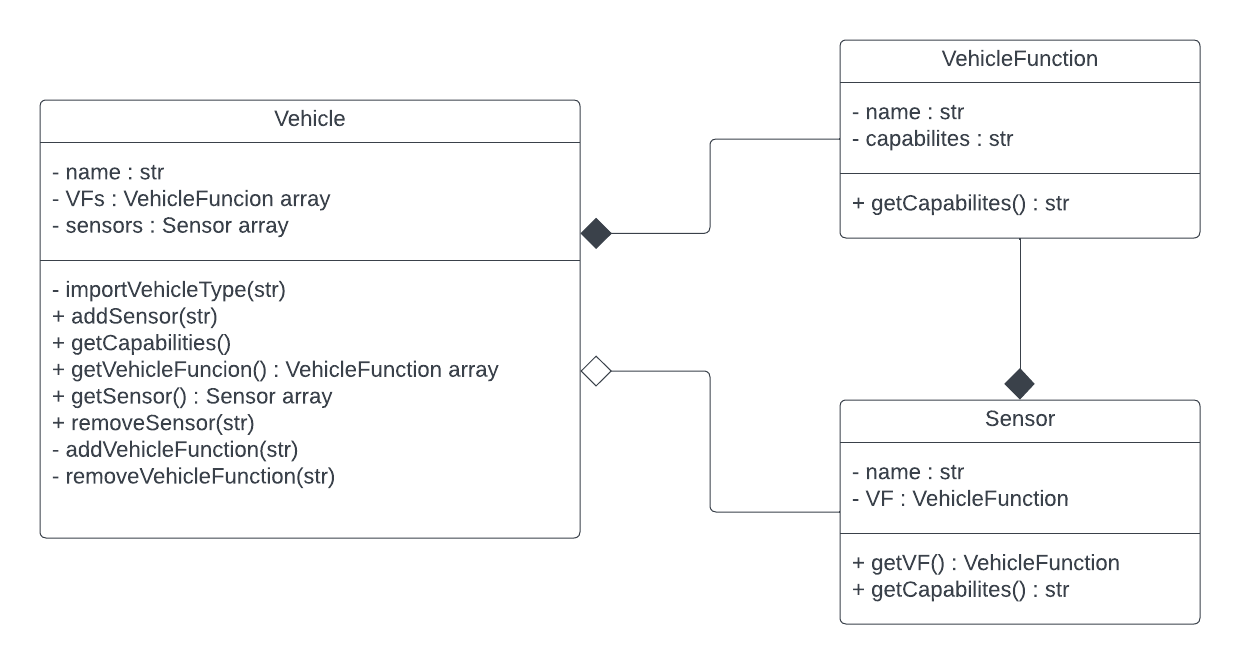 Vehicle
- name : str
- VFs : VehicleFuncion array
- sensors : Sensor array
- importVehicleType(str)
+ addSensor(str)
+ getCapabilities()
+ getVehicleFuncion() : VehicleFunction array
+ getSensor() : Sensor array
+ removeSensor(str)
- addVehicleFunction(str)
- removeVehicleFunction(str)
VehicleFunction
- name : str
- capabilites : str
+ getCapabilites() : str
Sensor
- name : str
- VF : VehicleFunction
+ getVF() : VehicleFunction
+ getCapabilites() : str